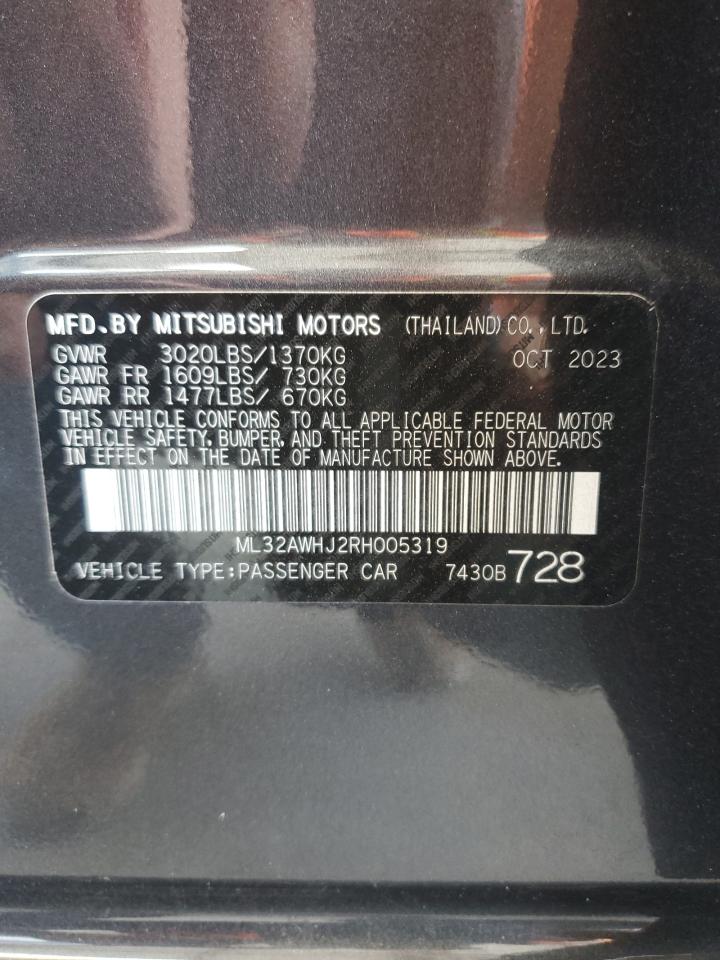 MFD.BY MITSUBISHI MOTORS (THAILAND)CO.,LTD.
GVWR 3020LBS/1370KG OCT 2023
GAWR FR 1609LBS/ 730KG
GAWR RR 1477LBS/ 670KG
THIS VEHICLE CONFORMS TO ALL APPLICABLE FEDERAL MOTOR
VEHICLE SAFETY, BUMPER, AND THEFT PREVENTION STANDARDS
IN EFFECT ON THE DATE OF MANUFACTURE SHOWN ABOVE.
ML32AWHJ2RH005319
VEHICLE TYPE:PASSENGER CAR 7430B 728